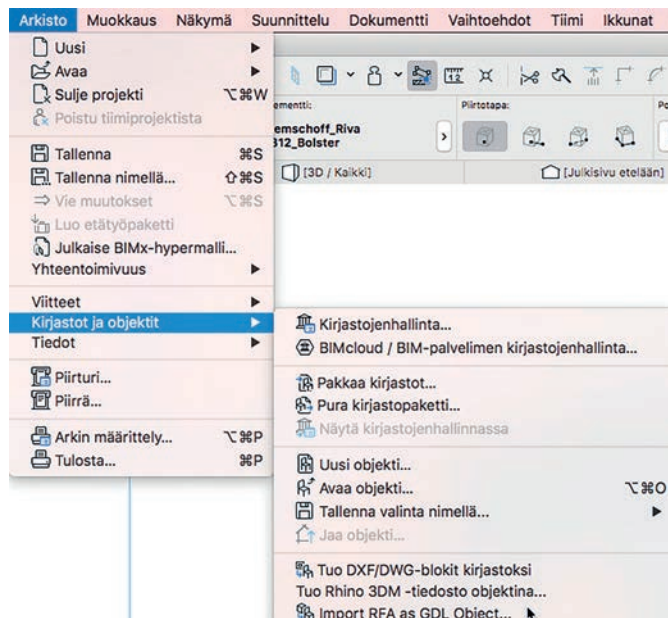 Arkisto Muokkaus Näkymä Suunnittelu Dokumentti Vaihtoehdot Tiimi Ikkunat
Uusi
Avaa
Sulje projekti ⌥⌘W
Poistu tiimiprojektista
Tallenna ⌘S
Tallenna nimellä... ⇧⌘S
Vie muutokset ⌥⌘S
Luo etätyöpaketti
Julkaise BIMx-hypermalli...
Yhteentoimivuus
Viitteet
Kirjastot ja objektit
Tiedot
Piirturi...
Piirrä...
Arkin määrittely... ⌥⌘P
Tulosta... ⌘P
ementti:
Piirtotapa:
emschoff_Riva
312_Bolster
[3D / Kaikki]
[Julkisivu etelään]
Kirjastojenhallinta...
BIMcloud / BIM-palvelimen kirjastojenhallinta...
Pakkaa kirjastot...
Pura kirjastopaketti...
Näytä kirjastojenhallinnassa
Uusi objekti...
Avaa objekti... ⌥⌘O
Tallenna valinta nimellä...
Jaa objekti...
Tuo DXF/DWG-blokit kirjastoksi
Tuo Rhino 3DM -tiedosto objektina...
Import RFA as GDL Object...